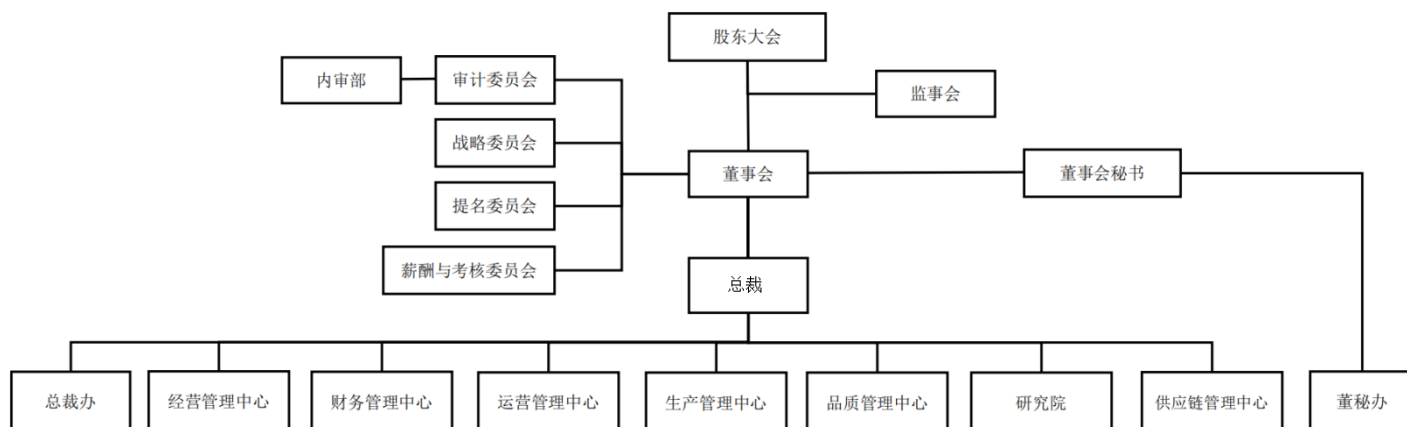 股东大会
内审部
审计委员会
监事会
战略委员会
董事会
董事会秘书
提名委员会
薪酬与考核委员会
总裁
总裁办
经营管理中心
财务管理中心
运营管理中心
生产管理中心
品质管理中心
研究院
供应链管理中心
董秘办